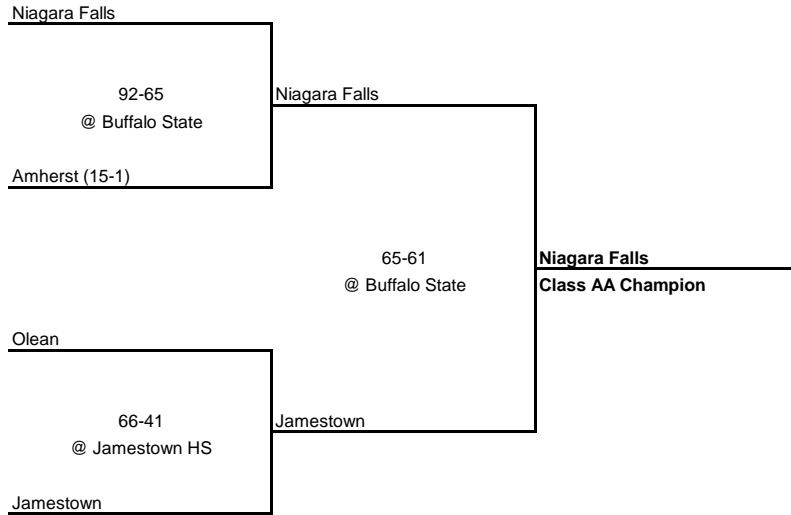 Niagara Falls
92-65
@ Buffalo State
Niagara Falls
Amherst (15-1)
65-61
@ Buffalo State
Niagara Falls
Class AA Champion
Olean
66-41
@ Jamestown HS
Jamestown
Jamestown